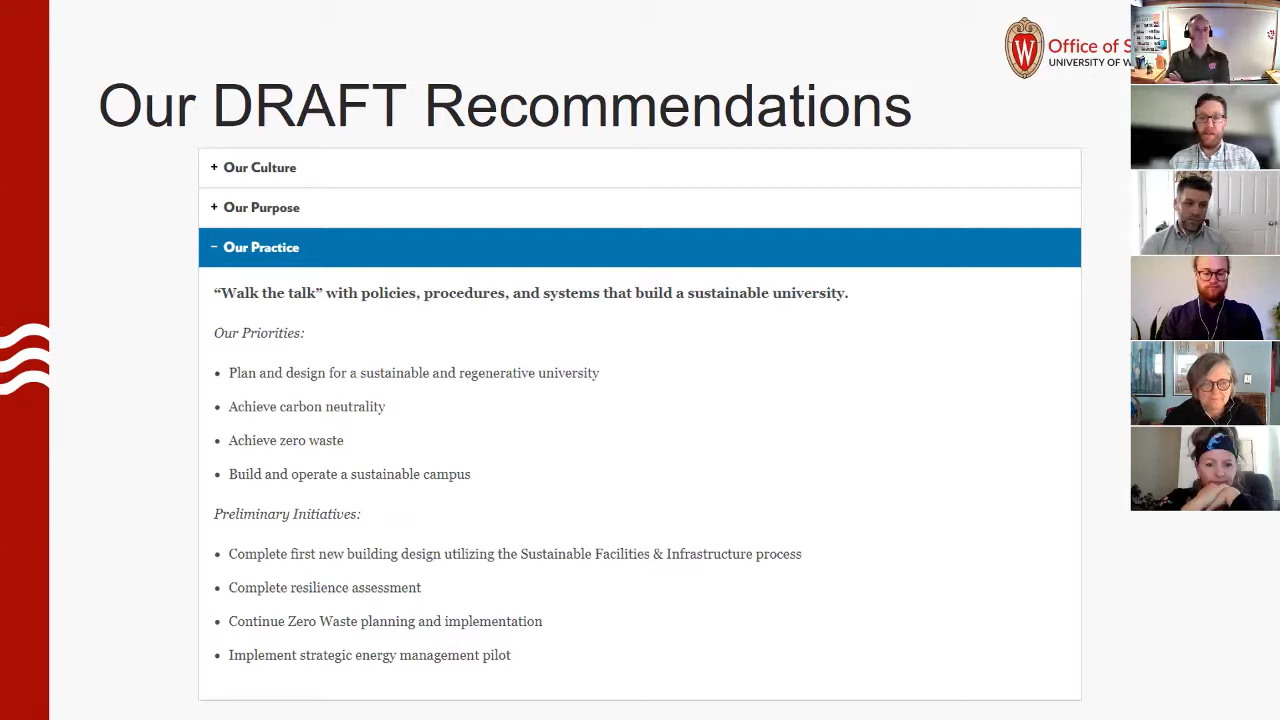 Office of S
UNIVERSITY OF W
Our DRAFT Recommendations
+ Our Culture
+ Our Purpose
− Our Practice
“Walk the talk” with policies, procedures, and systems that build a sustainable university.
Our Priorities:
• Plan and design for a sustainable and regenerative university
• Achieve carbon neutrality
• Achieve zero waste
• Build and operate a sustainable campus
Preliminary Initiatives:
• Complete first new building design utilizing the Sustainable Facilities & Infrastructure process
• Complete resilience assessment
• Continue Zero Waste planning and implementation
• Implement strategic energy management pilot
W